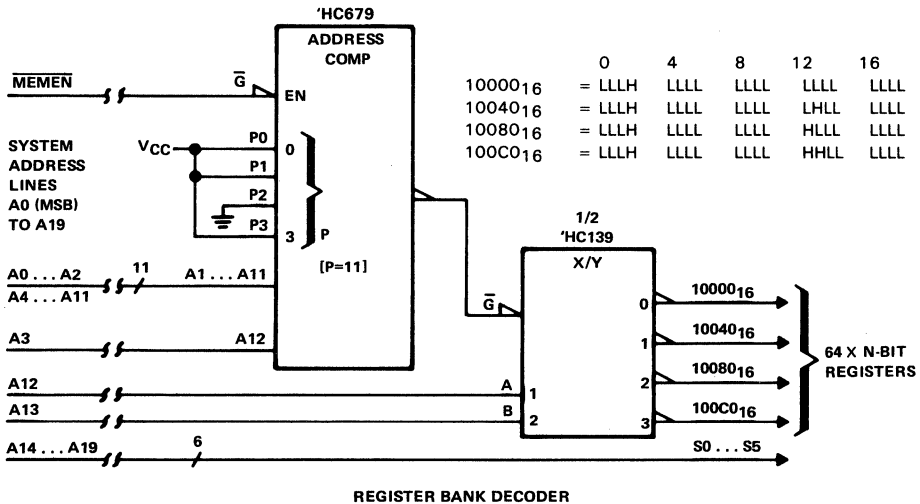 'HC679
ADDRESS
COMP
MEMEN
G
EN
0 4 8 12 16
10000₁₆ = LLLH LLLL LLLL LLLL LLLL
10040₁₆ = LLLH LLLL LLLL LHLL LLLL
10080₁₆ = LLLH LLLL LLLL HLLL LLLL
100C0₁₆ = LLLH LLLL LLLL HHLL LLLL
SYSTEM
ADDRESS
LINES
A0 (MSB)
TO A19
VCC
P0
0
P1
P2
P3
3
P
[P=11]
A0 . . . A2
A4 . . . A11
11
A1 . . . A11
A3
A12
1/2
'HC139
X/Y
G
0
10000₁₆
1
10040₁₆
2
10080₁₆
3
100C0₁₆
64 X N-BIT
REGISTERS
A12
A
1
A13
B
2
A14 . . . A19
6
S0 . . . S5
REGISTER BANK DECODER